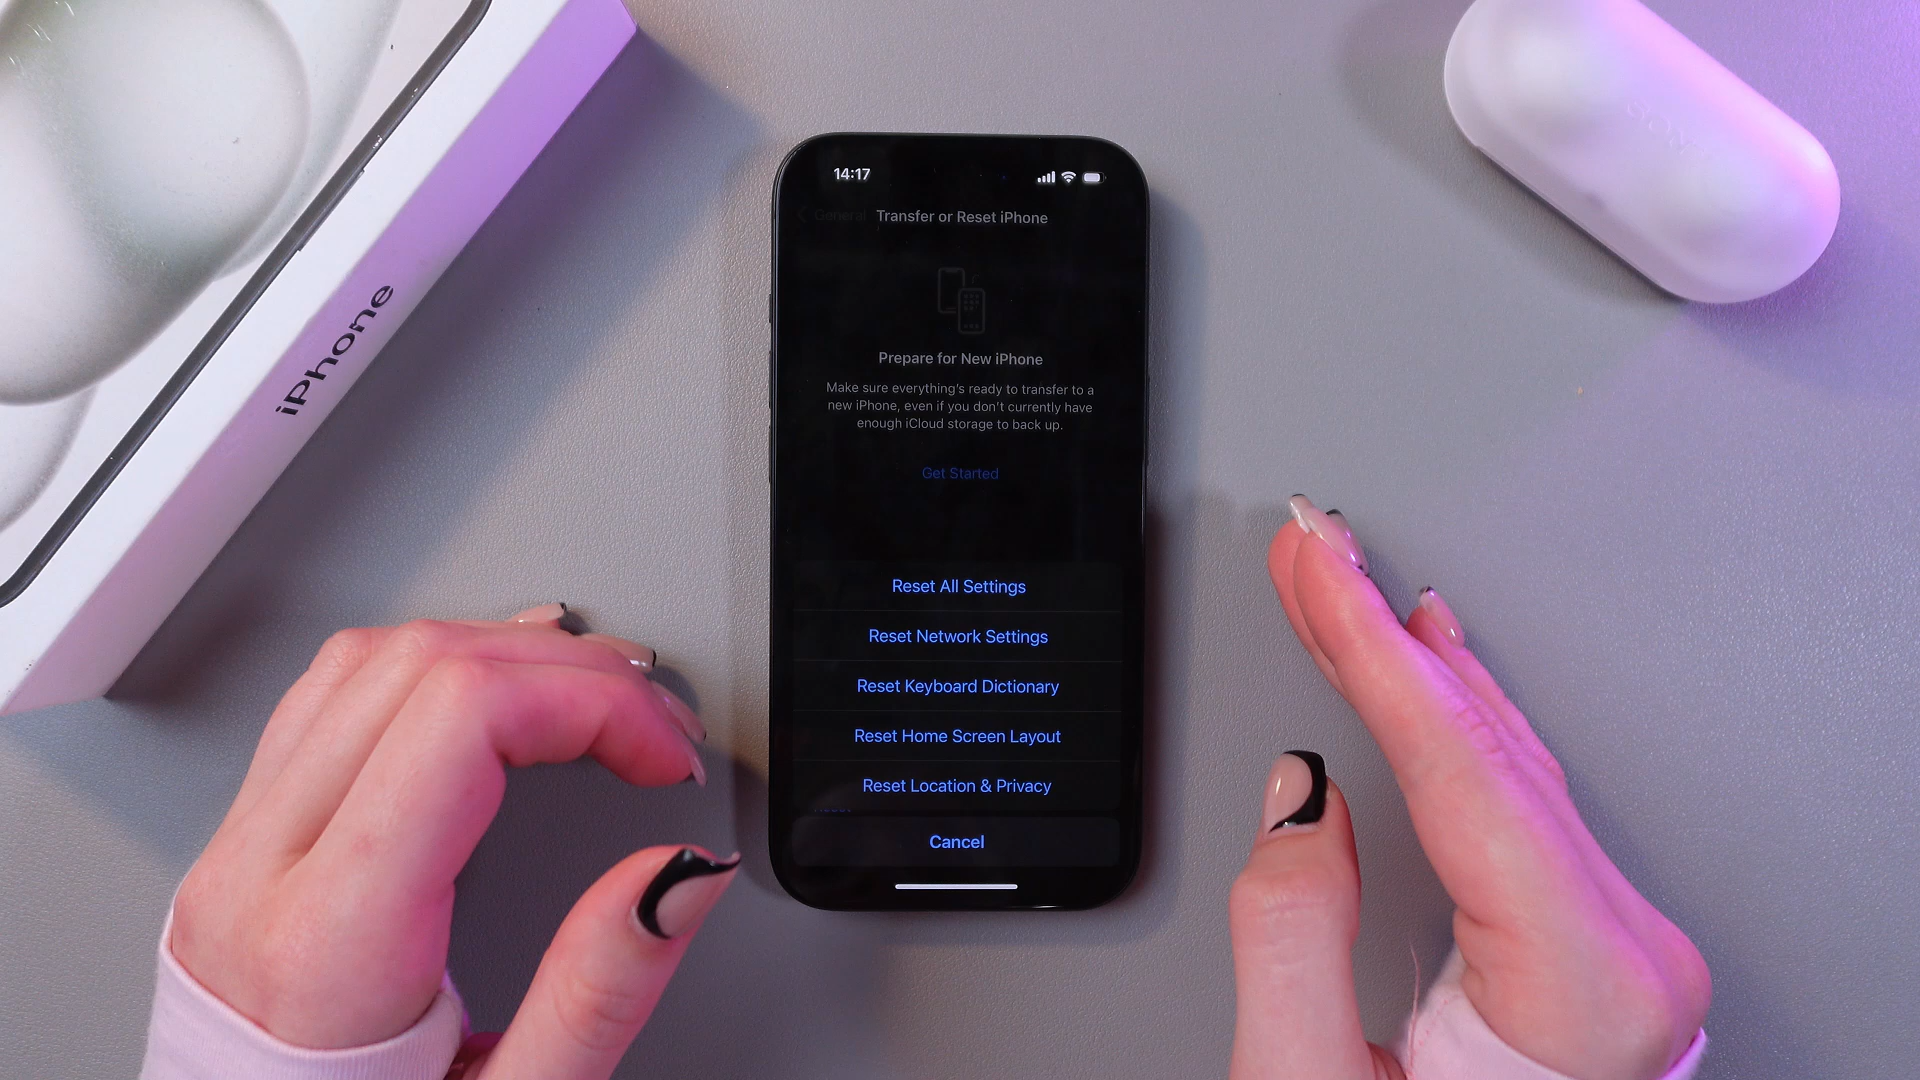 iPhone
SONY
14:17
General
Transfer or Reset iPhone
Prepare for New iPhone
Make sure everything's ready to transfer to a
new iPhone, even if you don't currently have
enough iCloud storage to back up.
Get Started
Reset All Settings
Reset Network Settings
Reset Keyboard Dictionary
Reset Home Screen Layout
Reset Location & Privacy
Reset
Cancel